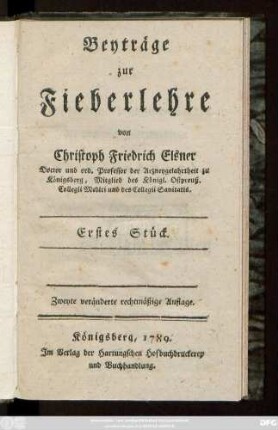 Beyträge
zur
Fieberlehre
von
Christoph Friedrich Elsner
Doctor und ord. Professor der Arzneygelahrtheit zu
Königsberg, Mitglied des Königl. Ostpreuß.
Collegii Medici und des Collegii Sanitatis.
Erstes Stück.
Zweyte veränderte rechtmäßige Auflage.
Königsberg, 1789.
Im Verlag der Hartungschen Hofbuchdruckerey
und Buchhandlung.